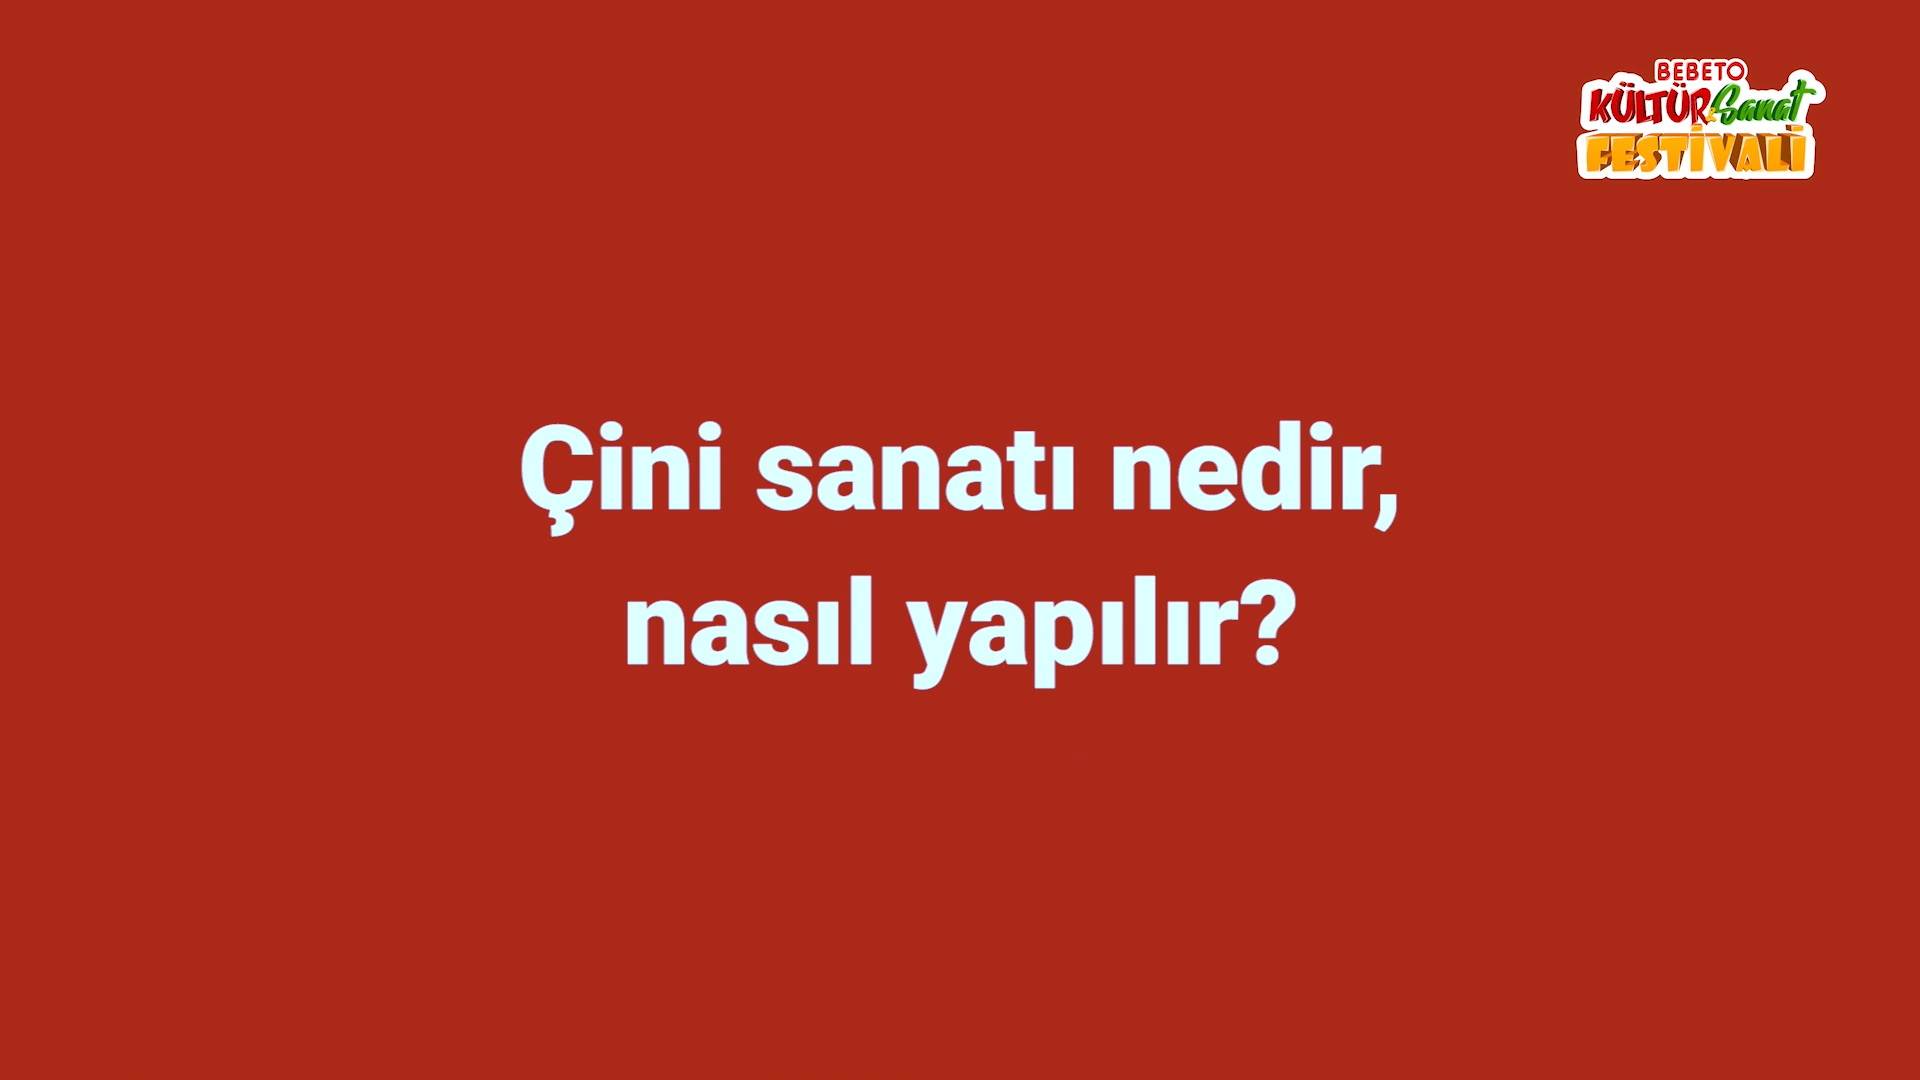 BEBETO
KÜLTÜR & Sanat
FESTİVALİ
Çini sanatı nedir,
nasıl yapılır?